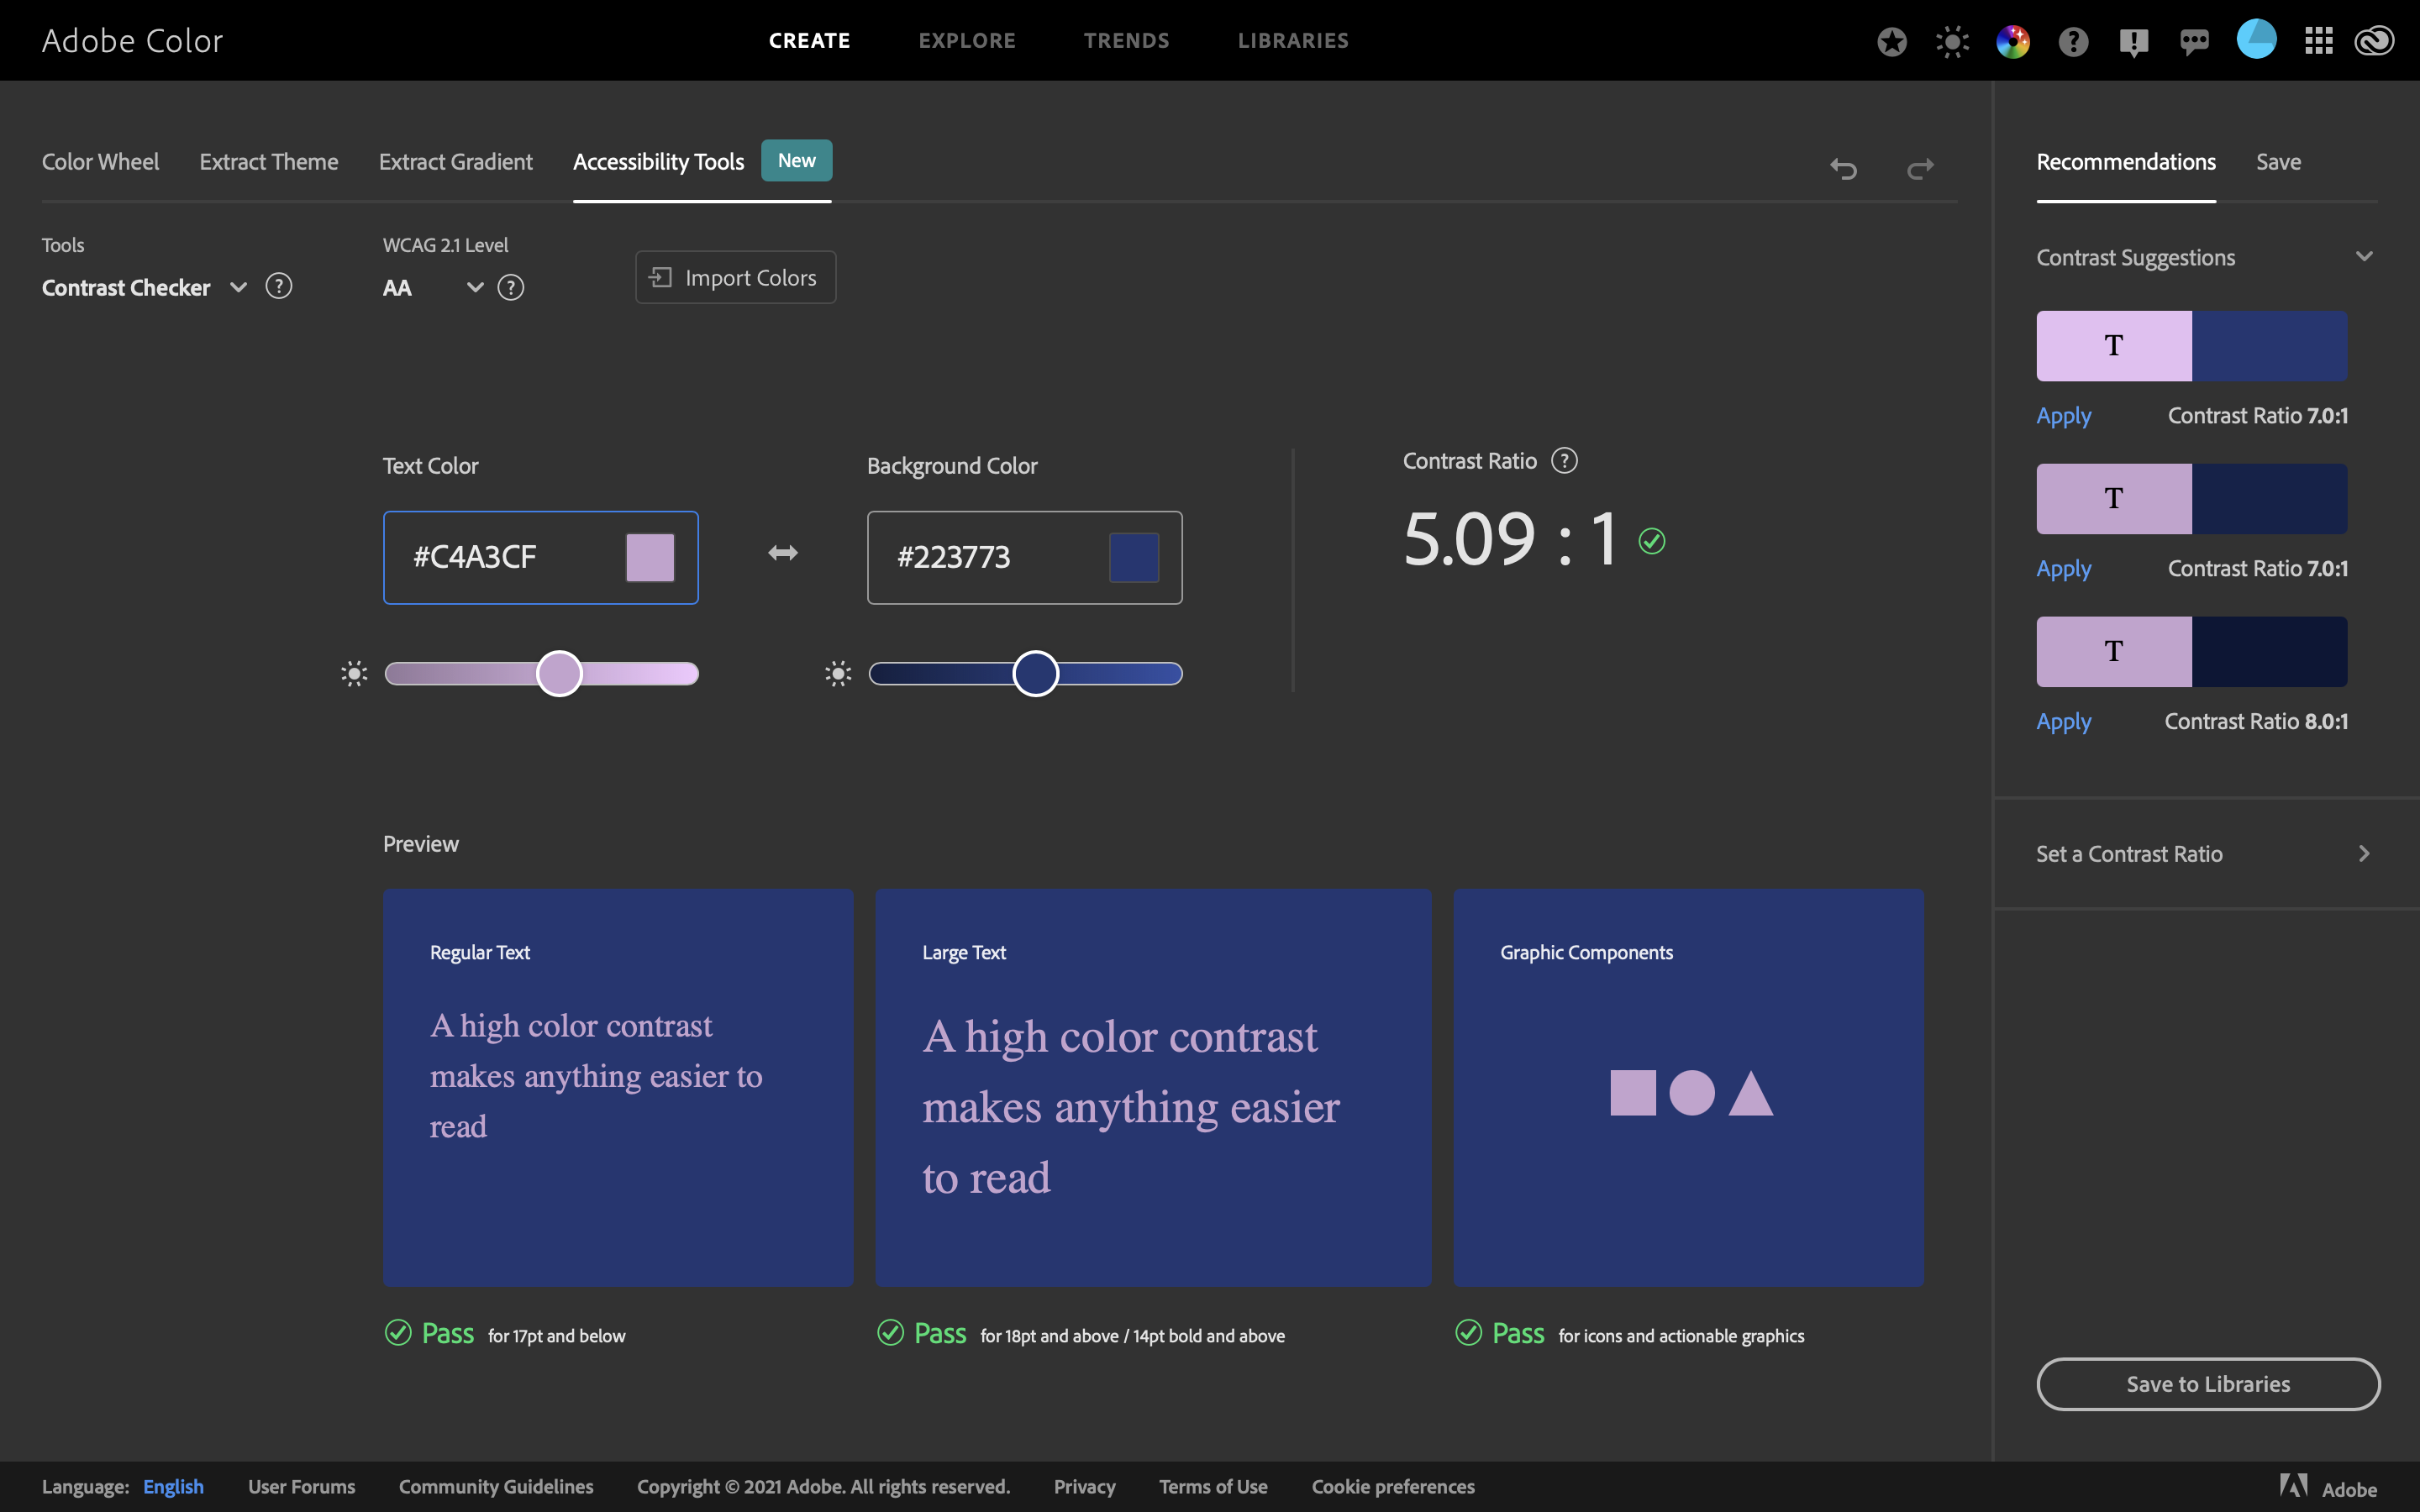 Adobe Color
CREATE EXPLORE TRENDS LIBRARIES
Color Wheel Extract Theme Extract Gradient Accessibility Tools New
Recommendations Save
Tools
Contrast Checker
WCAG 2.1 Level
AA
Import Colors
Contrast Suggestions
T
Apply Contrast Ratio 7.0:1
T
Apply Contrast Ratio 7.0:1
T
Apply Contrast Ratio 8.0:1
Set a Contrast Ratio
Text Color
#C4A3CF
Background Color
#223773
Contrast Ratio
5.09 : 1
Preview
Regular Text
A high color contrast
makes anything easier to
read
Pass for 17pt and below
Large Text
A high color contrast
makes anything easier
to read
Pass for 18pt and above / 14pt bold and above
Graphic Components
Pass for icons and actionable graphics
Save to Libraries
Language: English User Forums Community Guidelines Copyright © 2021 Adobe. All rights reserved. Privacy Terms of Use Cookie preferences Adobe